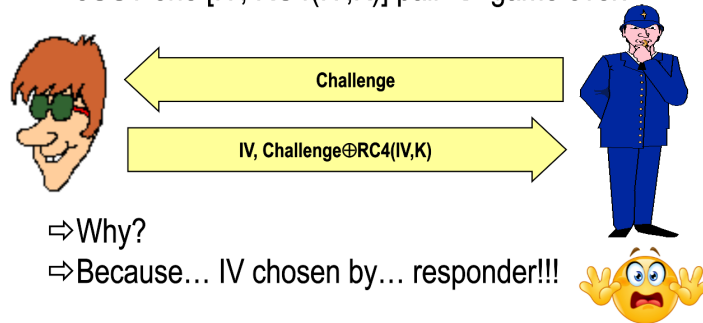 Challenge
IV, Challenge⊕RC4(IV,K)
⇨Why?
⇨Because… IV chosen by… responder!!!